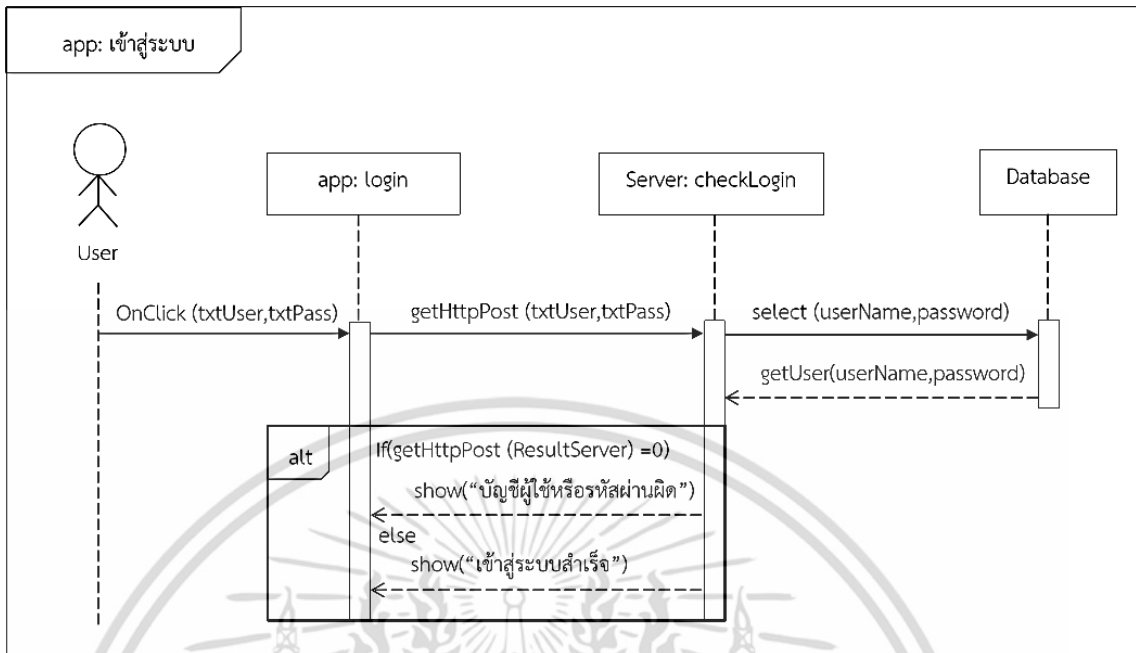 app: เข้าสู่ระบบ
app: login
Server: checkLogin
Database
User
OnClick (txtUser,txtPass)
getHttpPost (txtUser,txtPass)
select (userName,password)
getUser(userName,password)
alt
If(getHttpPost (ResultServer) =0)
show(“บัญชีผู้ใช้หรือรหัสผ่านผิด”)
else
show(“เข้าสู่ระบบสำเร็จ”)